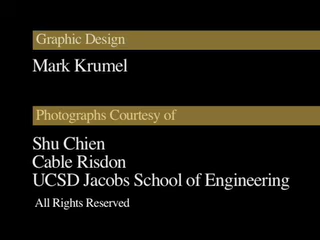 Graphic Design
Mark Krumel
Photographs Courtesy of
Shu Chien
Cable Risdon
UCSD Jacobs School of Engineering
All Rights Reserved